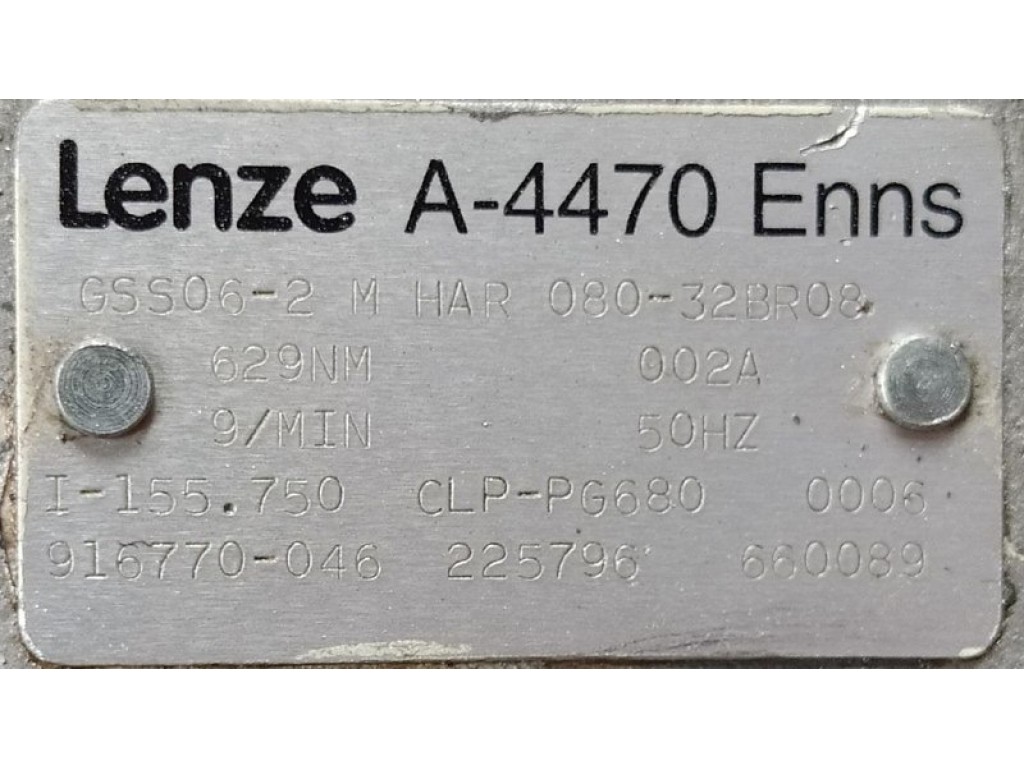 Lenze A-4470 Enns
GSS06-2 M HAR 080-32BR08
629NM 002A
9/MIN 50HZ
I-155.750 CLP-PG680 0006
916770-046 225796 660089